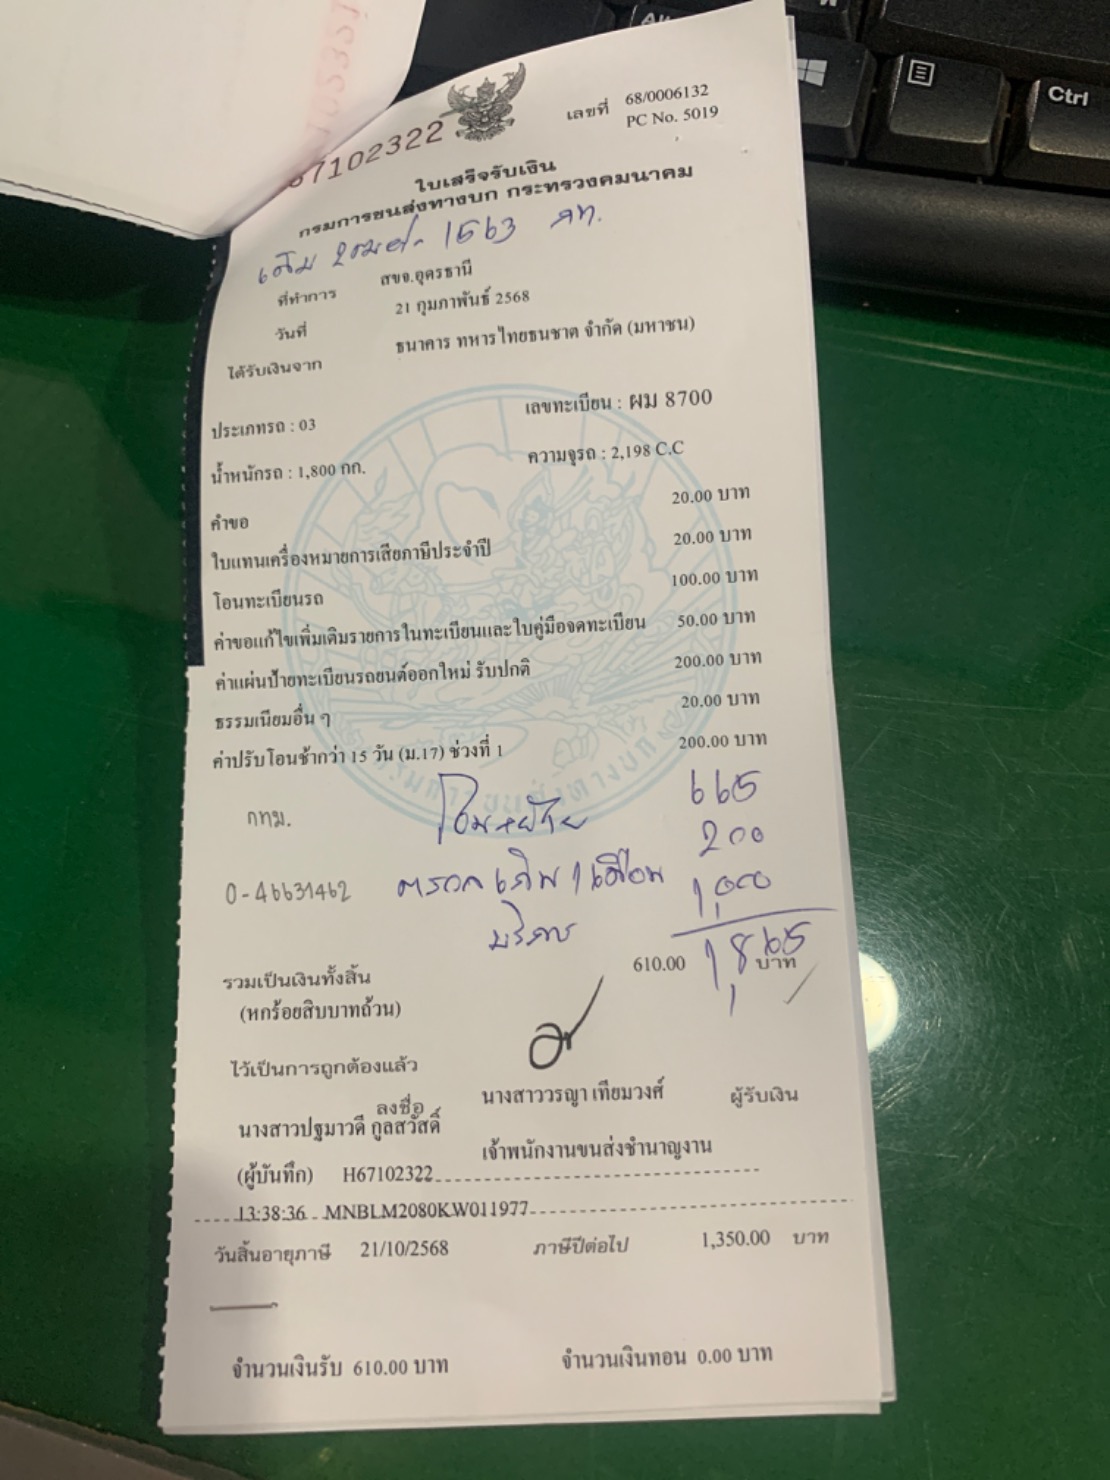 Alt
Ctrl
67102322
เลขที่ 68/0006132
PC No. 5019
ใบเสร็จรับเงิน
กรมการขนส่งทางบก กระทรวงคมนาคม
เดิม 1563 กท.
ที่ทำการ สขจ.อุดรธานี
วันที่ 21 กุมภาพันธ์ 2568
ได้รับเงินจาก ธนาคาร ทหารไทยธนชาต จำกัด (มหาชน)
ประเภทรถ : 03 เลขทะเบียน : ผม 8700
น้ำหนักรถ : 1,800 กก. ความจุรถ : 2,198 C.C
คำขอ 20.00 บาท
ใบแทนเครื่องหมายการเสียภาษีประจำปี 20.00 บาท
โอนทะเบียนรถ 100.00 บาท
ค่าขอแก้ไขเพิ่มเติมรายการในทะเบียนและใบคู่มือจดทะเบียน 50.00 บาท
ค่าแผ่นป้ายทะเบียนรถยนต์ออกใหม่ รับปกติ 200.00 บาท
ธรรมเนียมอื่น ๆ 20.00 บาท
ค่าปรับโอนช้ากว่า 15 วัน (ม.17) ช่วงที่ 1 200.00 บาท
กทม. 665
200
0-46631462 1,000
บริการ
1,865
รวมเป็นเงินทั้งสิ้น 610.00 บาท
(หกร้อยสิบบาทถ้วน)
ไว้เป็นการถูกต้องแล้ว
ลงชื่อ นางสาววรญา เทียมวงศ์ ผู้รับเงิน
นางสาวปฐมาวดี กูลสวัสดิ์
เจ้าพนักงานขนส่งชำนาญงาน
(ผู้บันทึก) H67102322
13:38:36 MNBLM2080KW011977
วันสิ้นอายุภาษี 21/10/2568 ภาษีปีต่อไป 1,350.00 บาท
จำนวนเงินรับ 610.00 บาท จำนวนเงินทอน 0.00 บาท